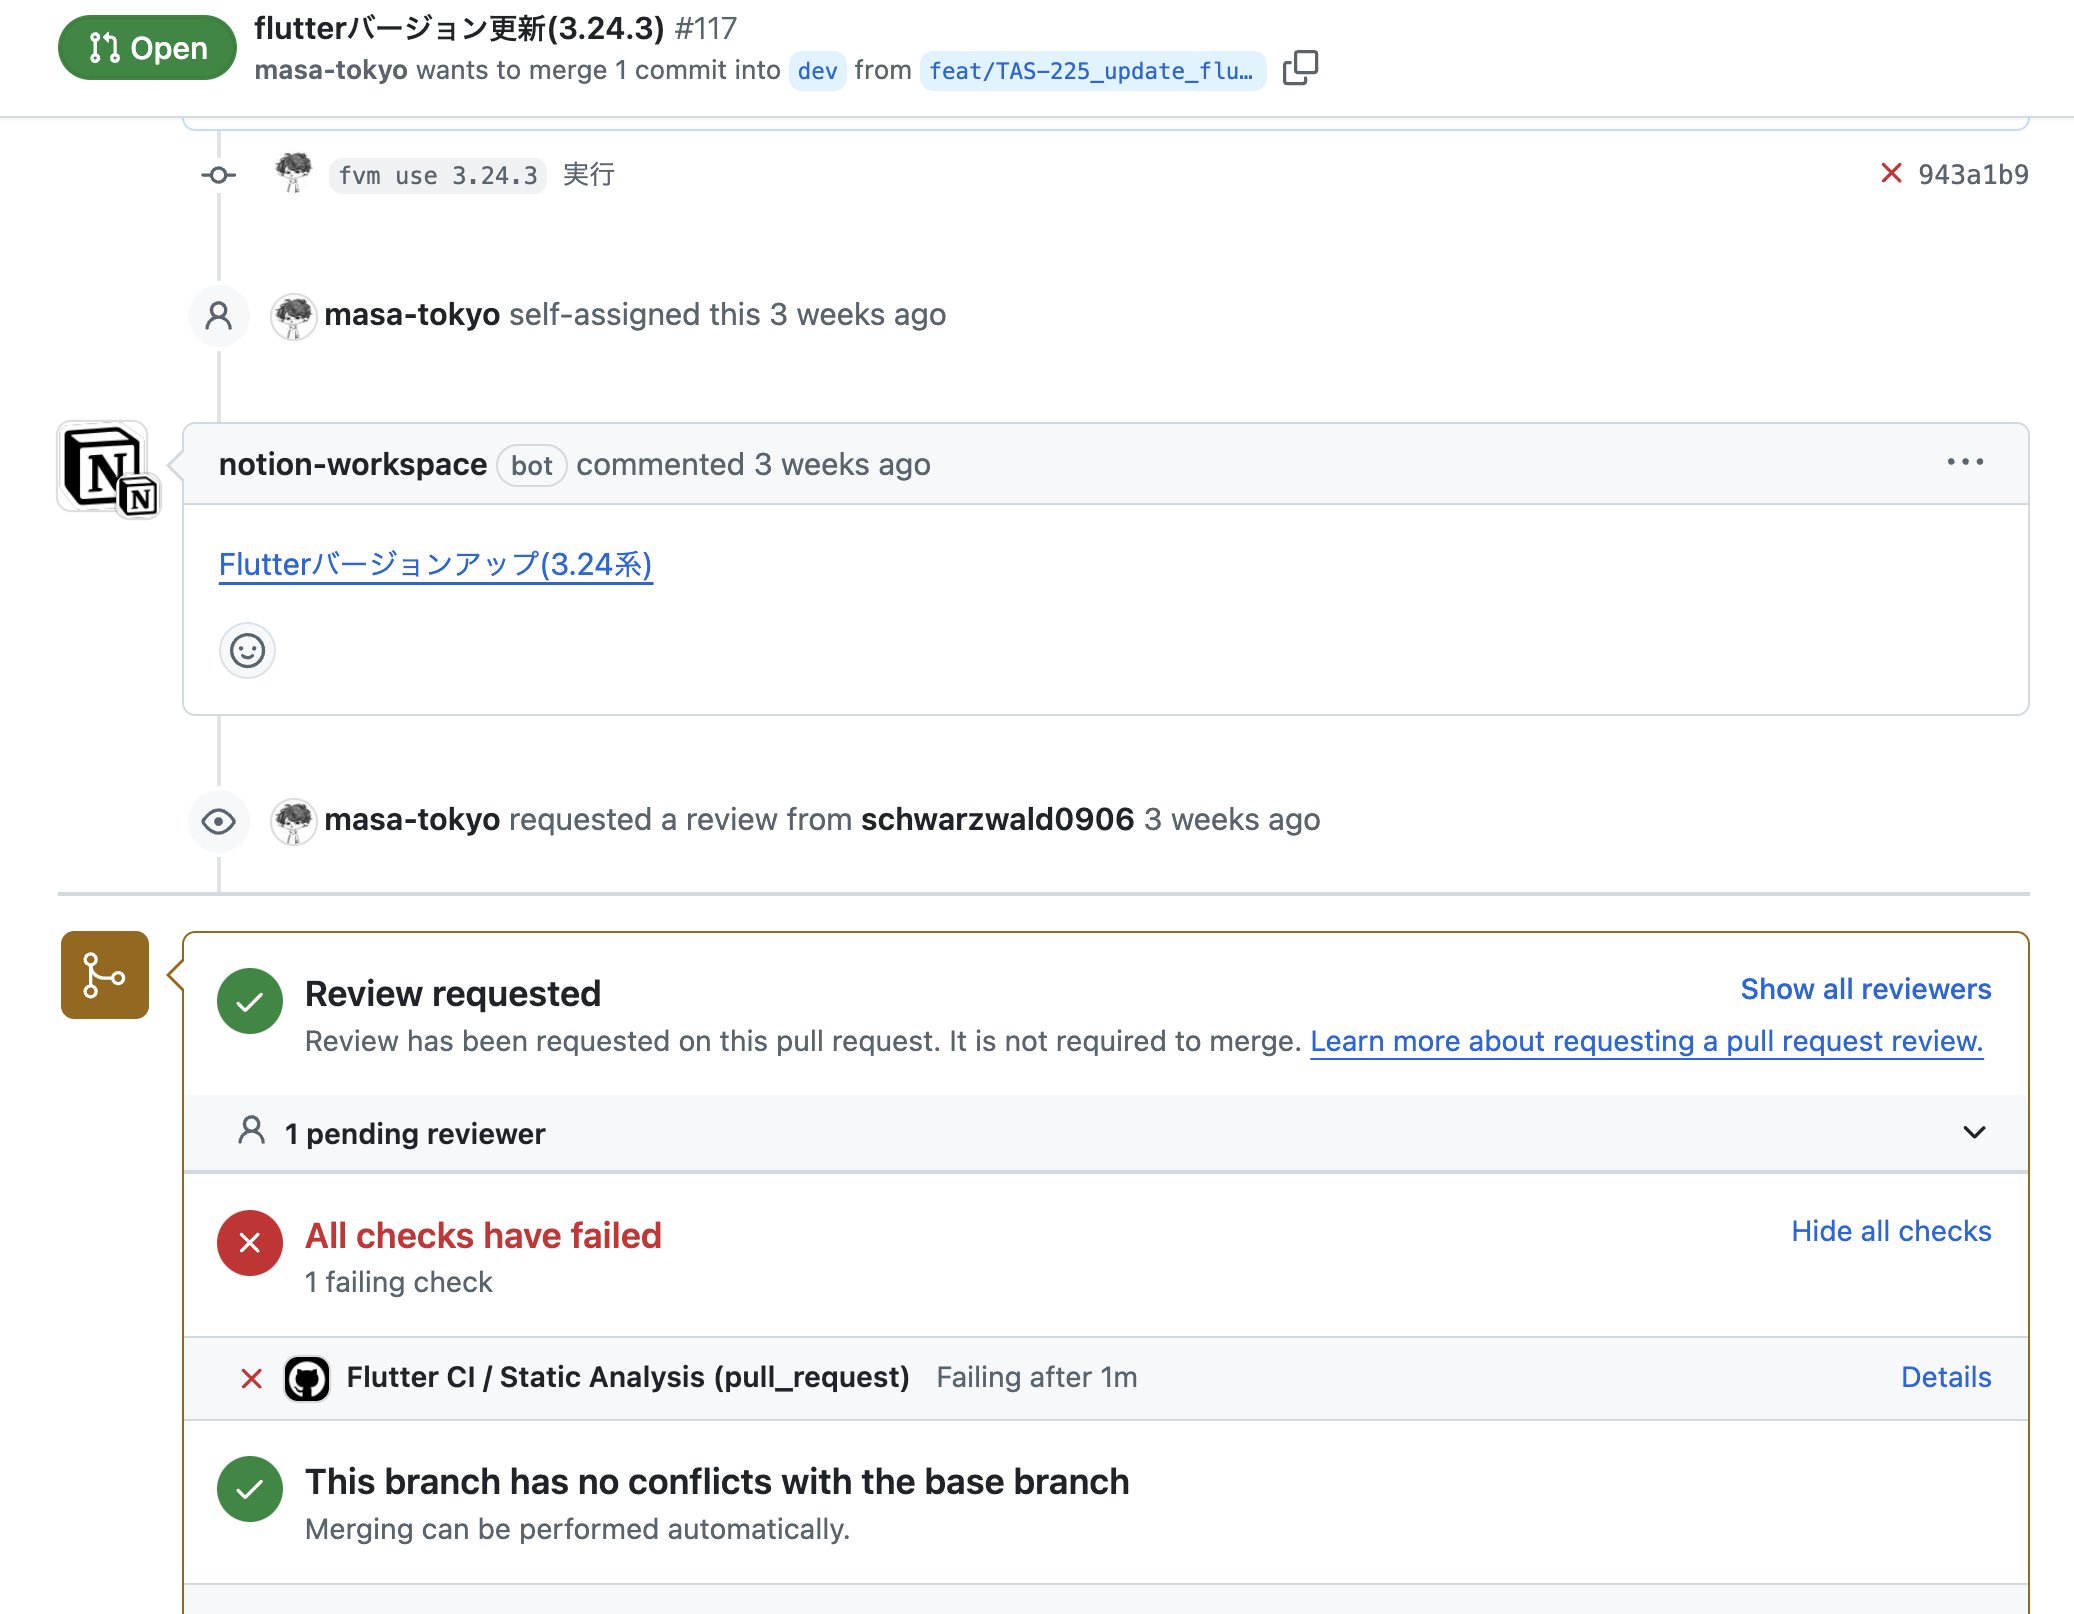 Open
flutterバージョン更新(3.24.3) #117
masa-tokyo wants to merge 1 commit into dev from feat/TAS-225_update_flu…
fvm use 3.24.3 実行
943a1b9
masa-tokyo self-assigned this 3 weeks ago
notion-workspace bot commented 3 weeks ago
Flutterバージョンアップ(3.24系)
masa-tokyo requested a review from schwarzwald0906 3 weeks ago
Review requested
Show all reviewers
Review has been requested on this pull request. It is not required to merge. Learn more about requesting a pull request review.
1 pending reviewer
All checks have failed
Hide all checks
1 failing check
Flutter CI / Static Analysis (pull_request) Failing after 1m
Details
This branch has no conflicts with the base branch
Merging can be performed automatically.